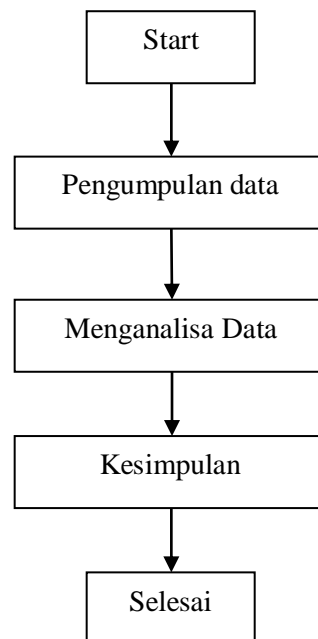 Start
Pengumpulan data
Menganalisa Data
Kesimpulan
Selesai